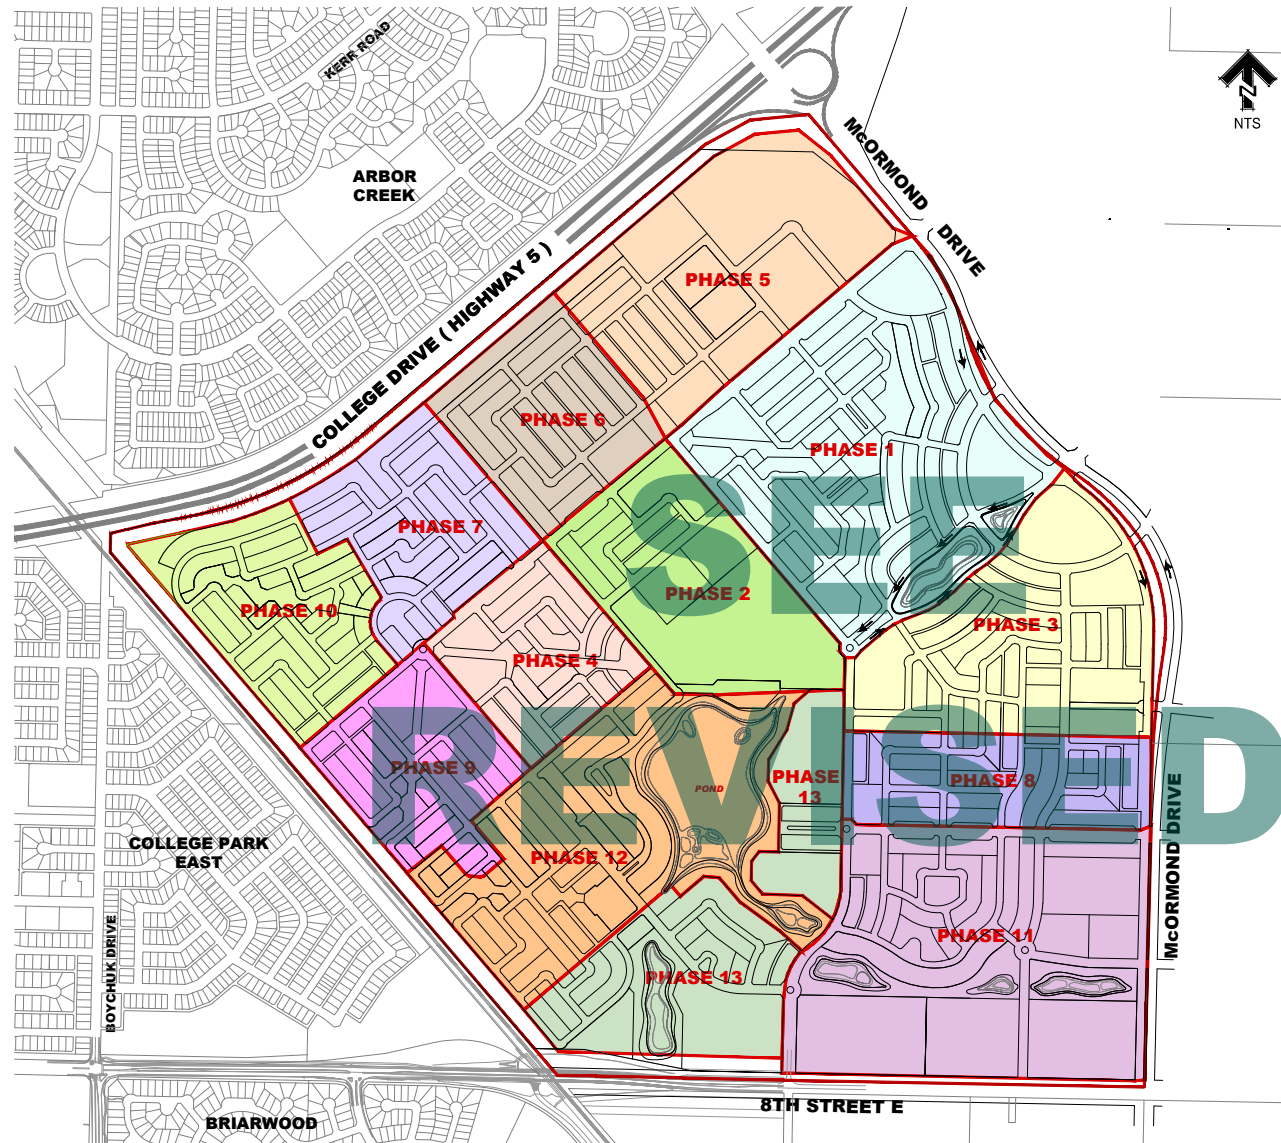 KERR ROAD
NTS
McORMOND
DRIVE
ARBOR
CREEK
COLLEGE DRIVE ( HIGHWAY 5 )
PHASE 5
PHASE 6
PHASE 1
SEE
PHASE 7
PHASE 2
PHASE 10
PHASE 3
PHASE 4
REVISED
PHASE 9
PHASE
13
PHASE 8
POND
McORMOND DRIVE
COLLEGE PARK
EAST
PHASE 12
BOYCHUK DRIVE
PHASE 11
PHASE 13
8TH STREET E
BRIARWOOD